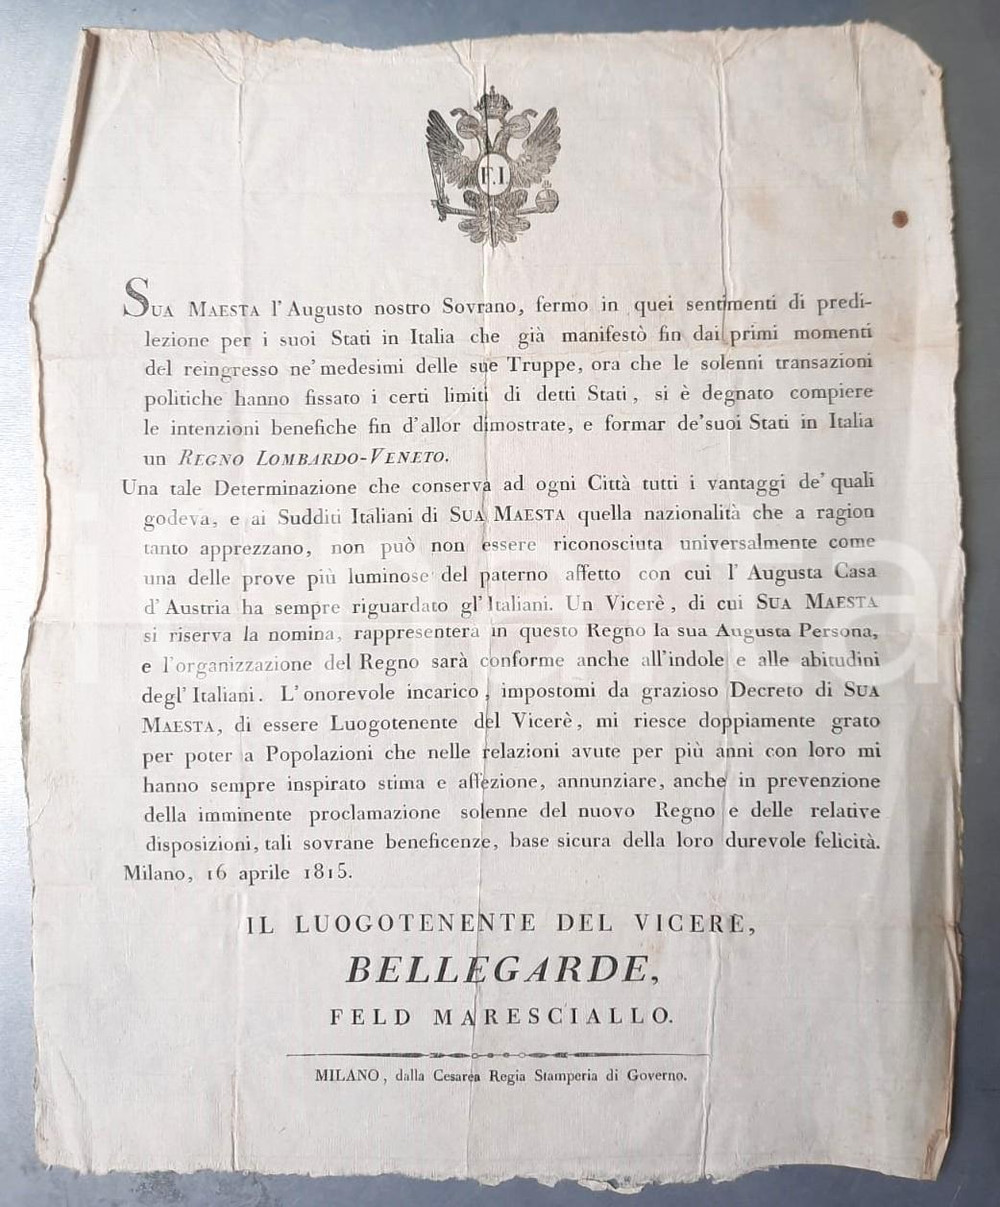 F.I.
SUA MAESTA l'Augusto nostro Sovrano, fermo in quei sentimenti di predi-
lezione per i suoi Stati in Italia che già manifestò fin dai primi momenti
del reingresso ne' medesimi delle sue Truppe, ora che le solenni transazioni
politiche hanno fissato i certi limiti di detti Stati, si è degnato compiere
le intenzioni benefiche fin d'allor dimostrate, e formar de'suoi Stati in Italia
un REGNO LOMBARDO-VENETO.
Una tale Determinazione che conserva ad ogni Città tutti i vantaggi de' quali
godeva, e ai Sudditi Italiani di SUA MAESTA quella nazionalità che a ragion
tanto apprezzano, non può non essere riconosciuta universalmente come
una delle prove più luminose del paterno affetto con cui l'Augusta Casa
d'Austria ha sempre riguardato gl'Italiani. Un Vicerè, di cui SUA MAESTA
si riserva la nomina, rappresenterà in questo Regno la sua Augusta Persona,
e l'organizzazione del Regno sarà conforme anche all'indole e alle abitudini
degl'Italiani. L'onorevole incarico, impostomi da grazioso Decreto di SUA
MAESTA, di essere Luogotenente del Vicerè, mi riesce doppiamente grato
per poter a Popolazioni che nelle relazioni avute per più anni con loro mi
hanno sempre inspirato stima e affezione, annunziare, anche in prevenzione
della imminente proclamazione solenne del nuovo Regno e delle relative
disposizioni, tali sovrane beneficenze, base sicura della loro durevole felicità.
Milano, 16 aprile 1815.
IL LUOGOTENENTE DEL VICERÈ,
BELLEGARDE,
FELD MARESCIALLO.
MILANO, dalla Cesarea Regia Stamperia di Governo.